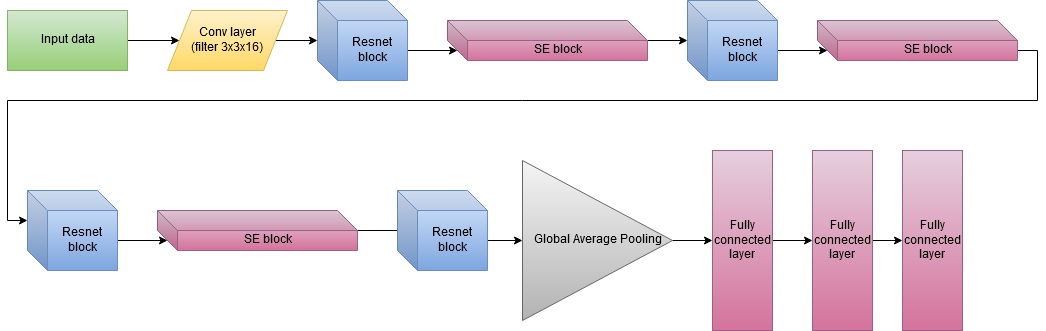 Input data
Conv layer
(filter 3x3x16)
Resnet
block
SE block
Resnet
block
SE block
Resnet
block
SE block
Resnet
block
Global Average Pooling
Fully
connected
layer
Fully
connected
layer
Fully
connected
layer